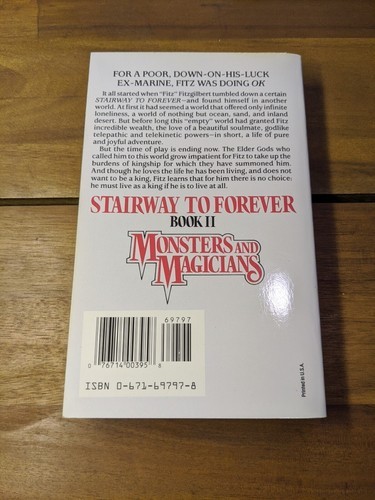 FOR A POOR, DOWN-ON-HIS-LUCK
EX-MARINE, FITZ WAS DOING OK
It all started when "Fitz" Fitzgilbert tumbled down a certain
STAIRWAY TO FOREVER—and found himself in another
world. At first it had seemed a world that offered only infinite
loneliness, a world of nothing but ocean, sand, and inland
desert. But before long this "empty" world had granted Fitz
incredible wealth, the love of a beautiful soulmate, godlike
telepathic and telekinetic powers—in short, a life of pure
and joyful adventure.
But the time of play is ending now. The Elder Gods who
called him to this world grow impatient for Fitz to take up the
burdens of kingship for which they have summoned him.
And though he loves the life he has been living, and does not
want to be a king, Fitz learns that for him there is no choice:
he must live as a king if he is to live at all.
STAIRWAY TO FOREVER
BOOK II
MONSTERS AND
MAGICIANS
69797
0 76714 00395 8
ISBN 0-671-69797-8
Printed in U.S.A.